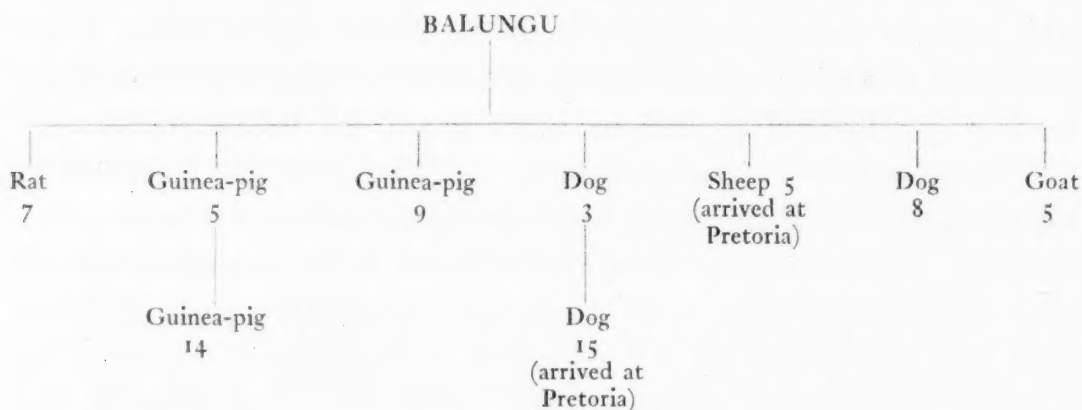 BALUNGU
Rat Guinea-pig Guinea-pig Dog Sheep 5 Dog Goat
7 5 9 3 (arrived at 8 5
Pretoria)
Guinea-pig Dog
14 15
(arrived at
Pretoria)